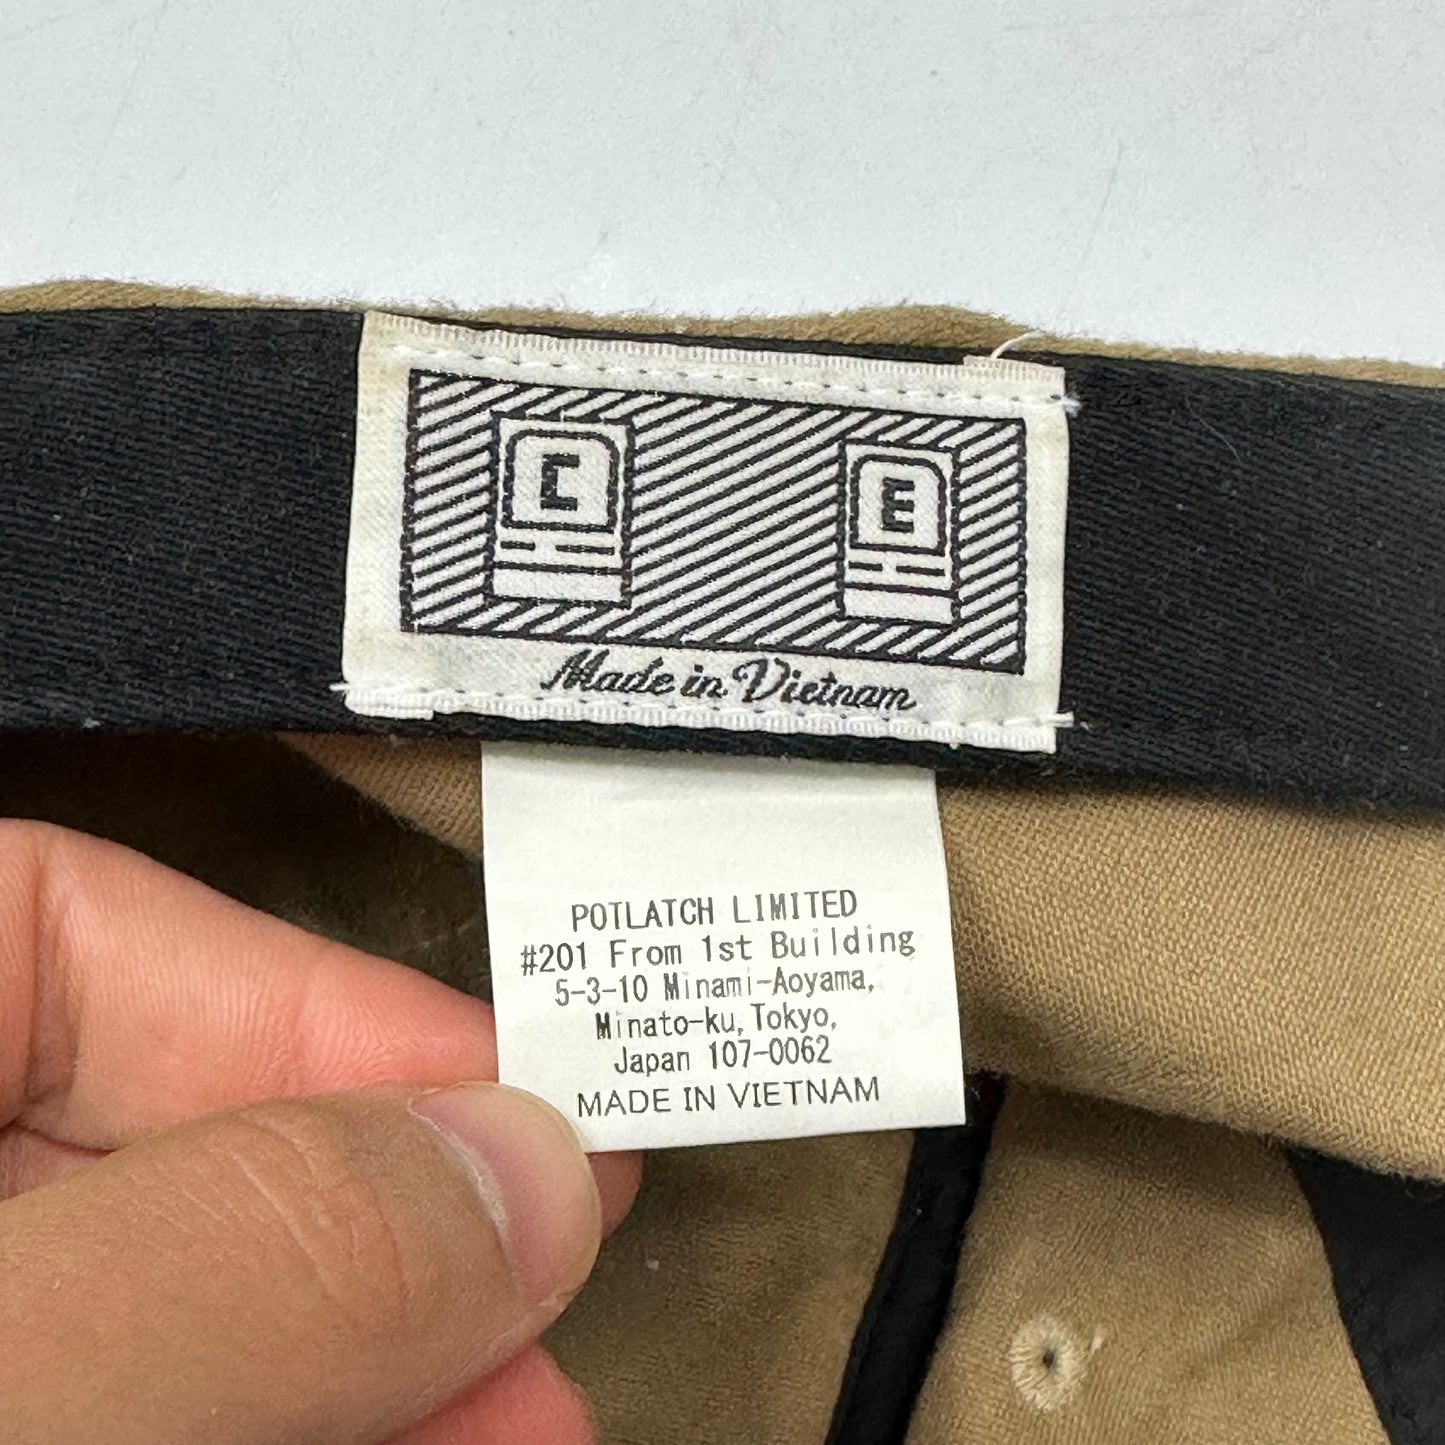 C E
Made in Vietnam
POTLATCH LIMITED
#201 From 1st Building
5-3-10 Minami-Aoyama,
Minato-ku, Tokyo,
Japan 107-0062
MADE IN VIETNAM